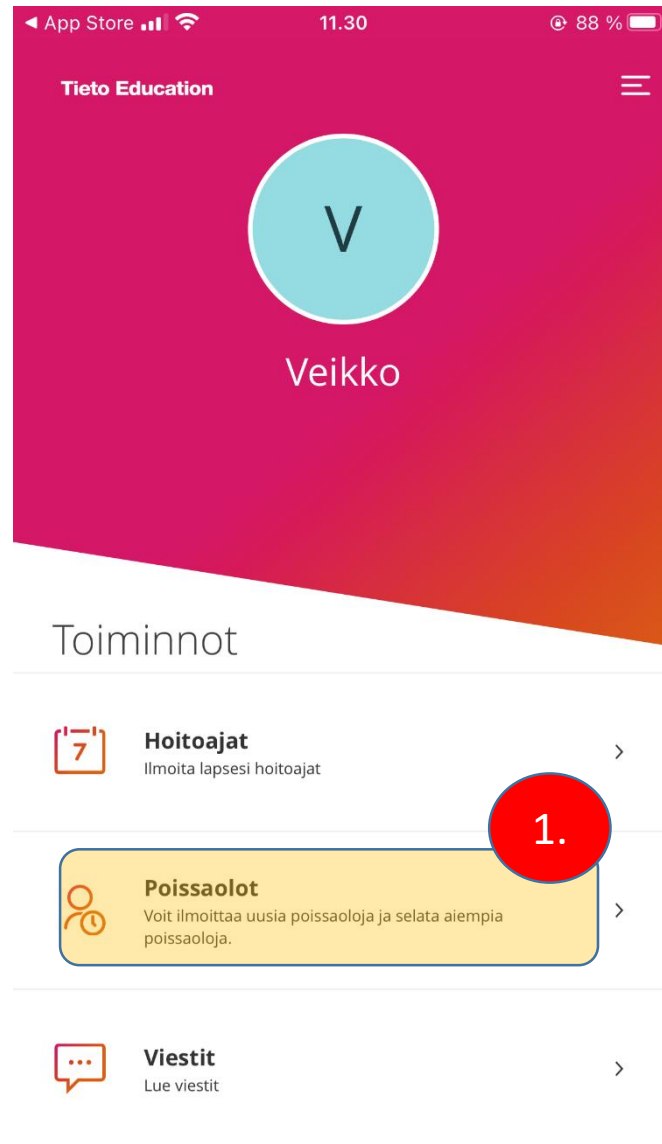 ◄ App Store 11.30 88 %
Tieto Education
V
Veikko
Toiminnot
7
Hoitoajat
Ilmoita lapsesi hoitoajat
1.
Poissaolot
Voit ilmoittaa uusia poissaoloja ja selata aiempia
poissaoloja.
Viestit
Lue viestit